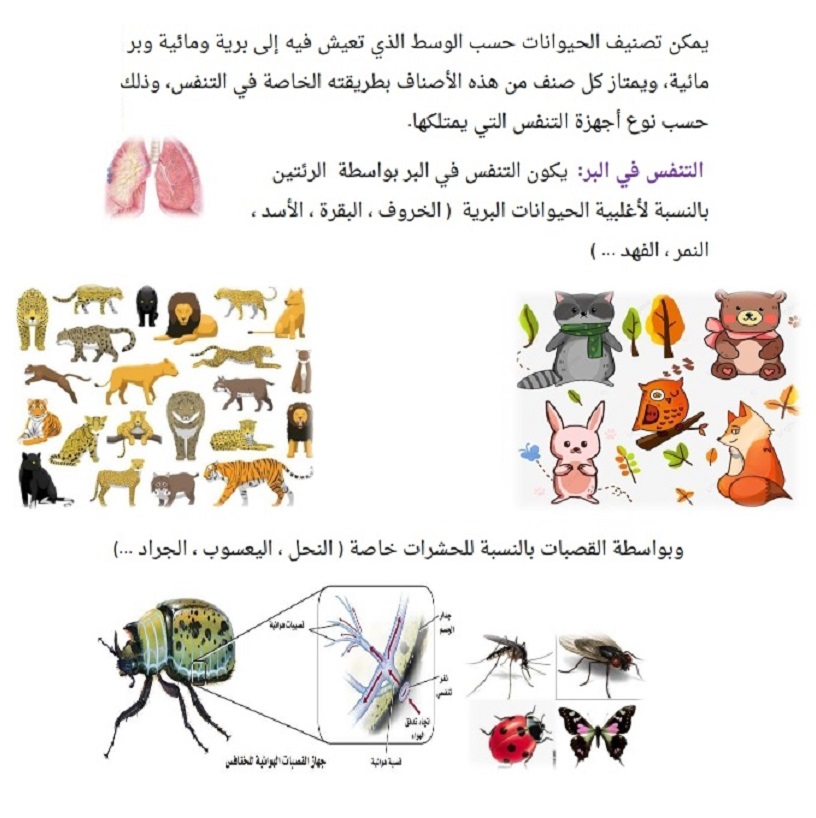 يمكن تصنيف الحيوانات حسب الوسط الذي تعيش فيه إلى برية ومائية وبر
مائية، ويمتاز كل صنف من هذه الأصناف بطريقته الخاصة في التنفس، وذلك
حسب نوع أجهزة التنفس التي يمتلكها.
التنفس في البر: يكون التنفس في البر بواسطة الرئتين
بالنسبة لأغلبية الحيوانات البرية ( الخروف ، البقرة ، الأسد ،
النمر ، الفهد ... )
وبواسطة القصبات بالنسبة للحشرات خاصة ( النحل ، اليعسوب ، الجراد ...)
جدار
الجسم
قصيبات هوائية
ثغر
تنفسي
اتجاه تدفق
الهواء
قصبة هوائية
جهاز القصبات الهوائية للخنافس